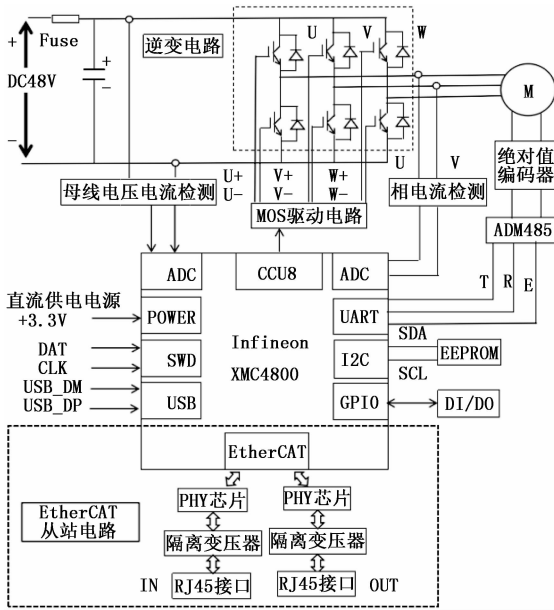 +
Fuse
DC48V
−
+
−
逆变电路
U
V
W
M
母线电压电流检测
U+ V+ W+
U- V- W-
MOS驱动电路
U
V
相电流检测
绝对值
编码器
ADM485
T R E
ADC
CCU8
ADC
直流供电电源
+3.3V
POWER
Infineon
XMC4800
UART
DAT
CLK
SWD
I2C
SDA
SCL
EEPROM
USB_DM
USB_DP
USB
GPIO
DI/DO
EtherCAT
EtherCAT
从站电路
PHY芯片
PHY芯片
隔离变压器
隔离变压器
IN
RJ45接口
RJ45接口
OUT